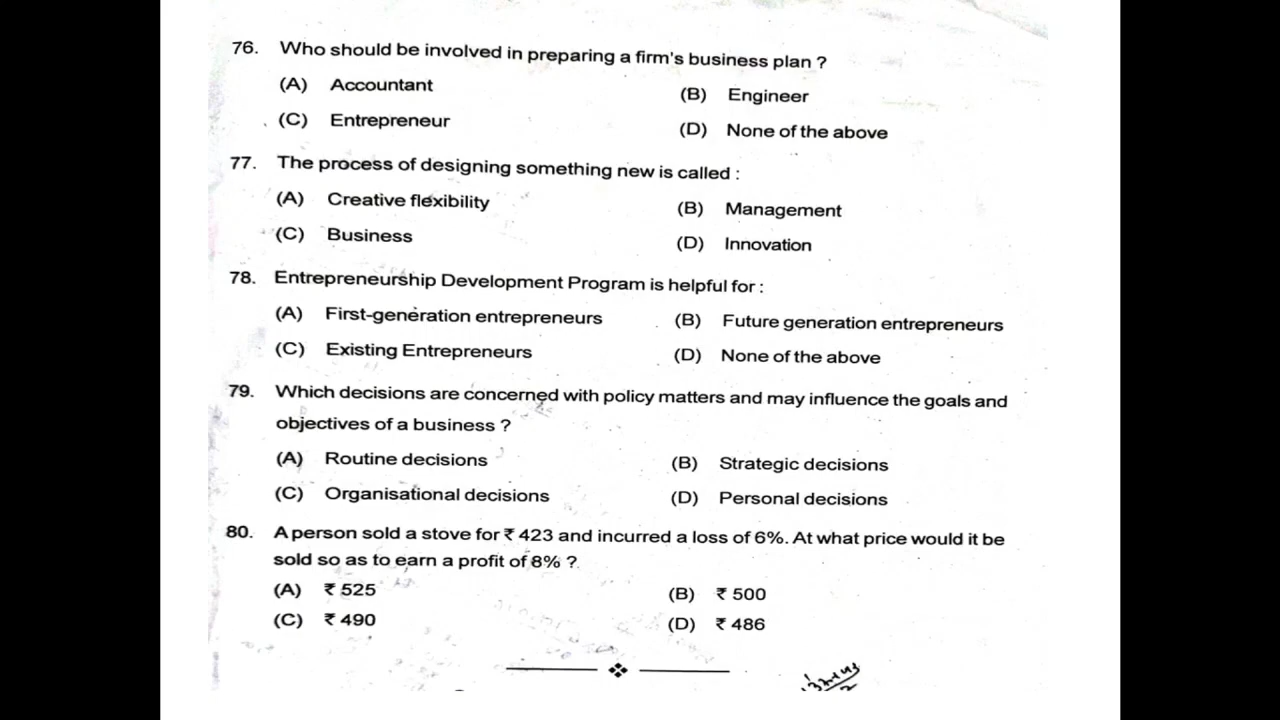 76. Who should be involved in preparing a firm's business plan ?
(A) Accountant (B) Engineer
(C) Entrepreneur (D) None of the above
77. The process of designing something new is called :
(A) Creative flexibility (B) Management
(C) Business (D) Innovation
78. Entrepreneurship Development Program is helpful for :
(A) First-generation entrepreneurs (B) Future generation entrepreneurs
(C) Existing Entrepreneurs (D) None of the above
79. Which decisions are concerned with policy matters and may influence the goals and
objectives of a business ?
(A) Routine decisions (B) Strategic decisions
(C) Organisational decisions (D) Personal decisions
80. A person sold a stove for ₹ 423 and incurred a loss of 6%. At what price would it be
sold so as to earn a profit of 8% ?
(A) ₹ 525 (B) ₹ 500
(C) ₹ 490 (D) ₹ 486